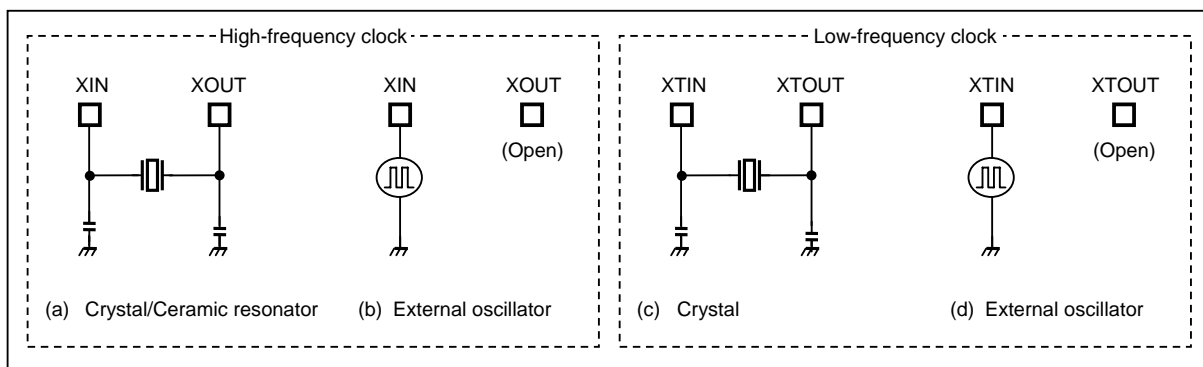 High-frequency clock
XIN XOUT XIN XOUT
(Open)
(a) Crystal/Ceramic resonator (b) External oscillator
Low-frequency clock
XTIN XTOUT XTIN XTOUT
(Open)
(c) Crystal (d) External oscillator